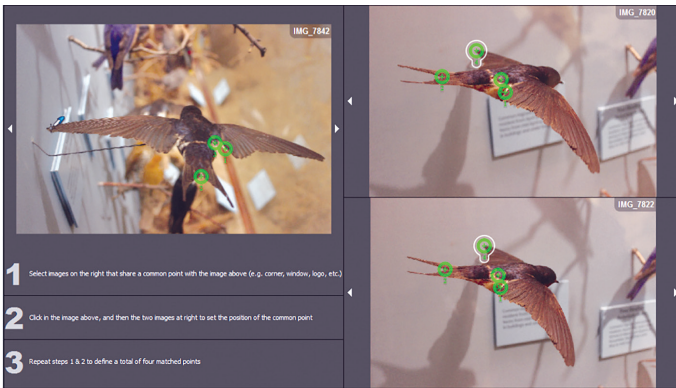 IMG_7842
IMG_7820
IMG_7822
1 Select images on the right that share a common point with the image above (e.g. corner, window, logo, etc.)
2 Click in the image above, and then the two images at right to set the position of the common point
3 Repeat steps 1 & 2 to define a total of four matched points